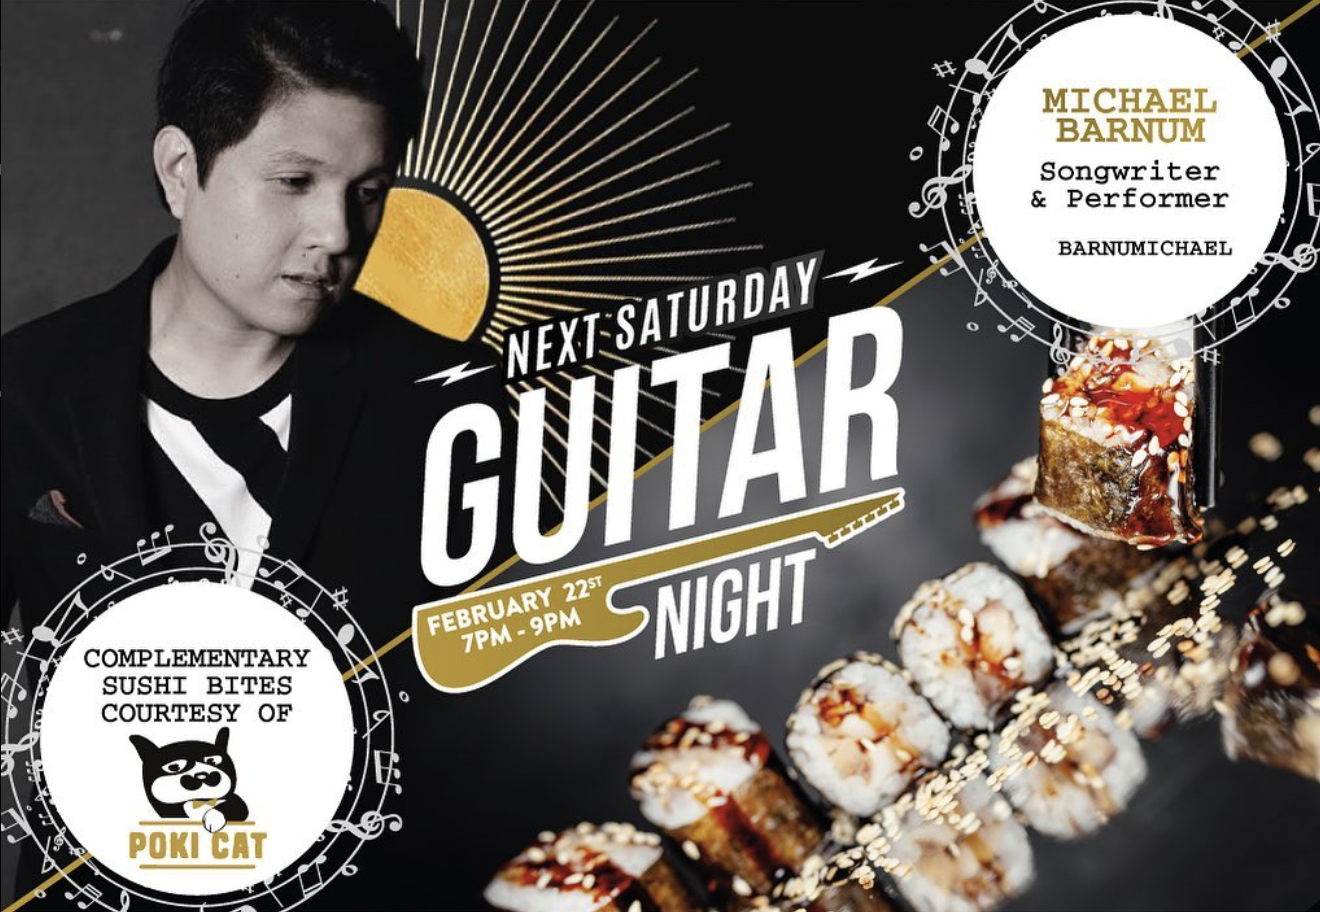 MICHAEL
BARNUM
Songwriter
& Performer
BARNUMICHAEL
NEXT SATURDAY
GUITAR
FEBRUARY 22ST
7PM - 9PM
NIGHT
COMPLEMENTARY
SUSHI BITES
COURTESY OF
POKI CAT